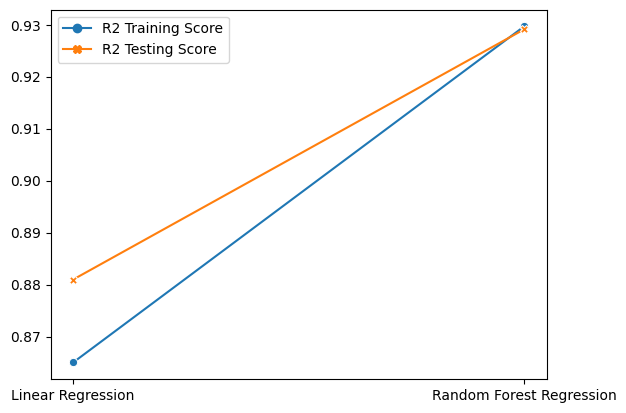 R2 Training Score
R2 Testing Score
0.93
0.92
0.91
0.90
0.89
0.88
0.87
Linear Regression
Random Forest Regression